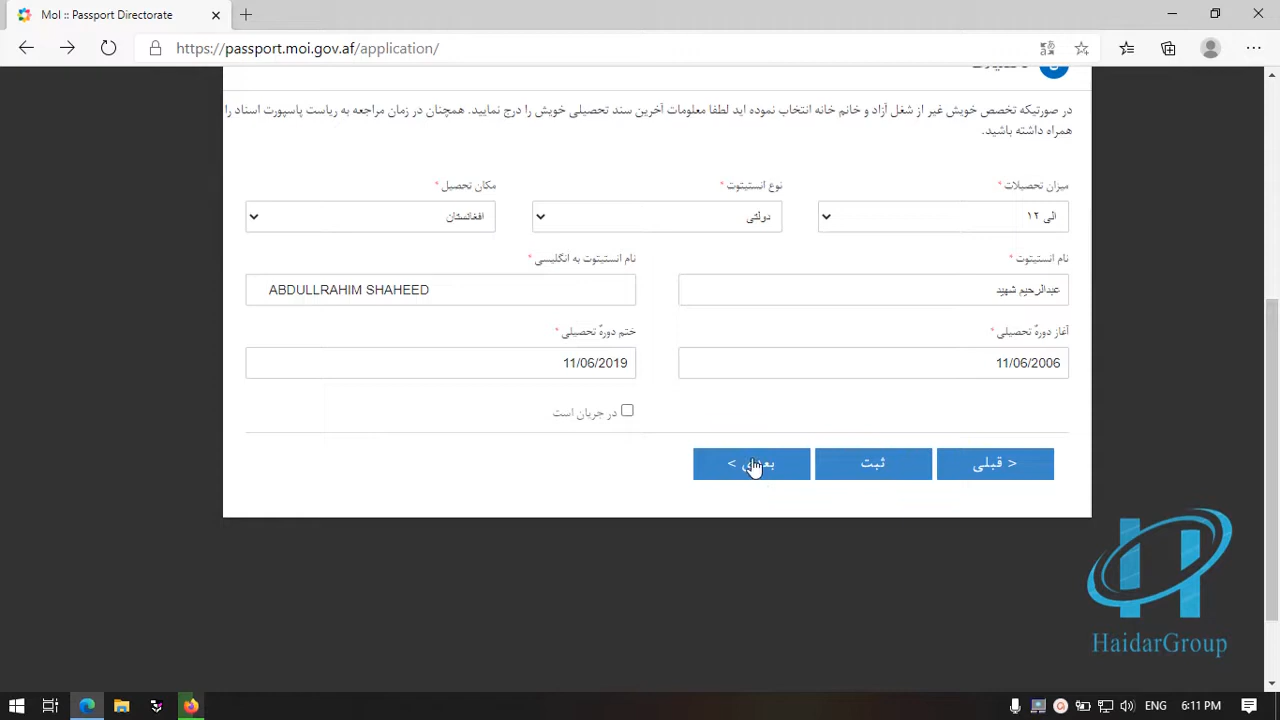 MoI :: Passport Directorate
https://passport.moi.gov.af/application/
در صورتیکه تخصص خویش غیر از شغل آزاد و خانم خانه انتخاب نموده اید لطفا معلومات آخرین سند تحصیلی خویش را درج نمایید. همچنان در زمان مراجعه به ریاست پاسپورت اسناد را
همراه داشته باشید.
میزان تحصیلات * نوع انستیتوت * مکان تحصیل *
الی ۱۲ دولتی افغانستان
نام انستیتوت * نام انستیتوت به انگلیسی *
عبدالرحیم شهید ABDULLRAHIM SHAHEED
آغاز دورهٔ تحصیلی * ختم دورهٔ تحصیلی *
11/06/2006 11/06/2019
در جریان است
< قبلی ثبت بعدی >
HaidarGroup
ENG 6:11 PM